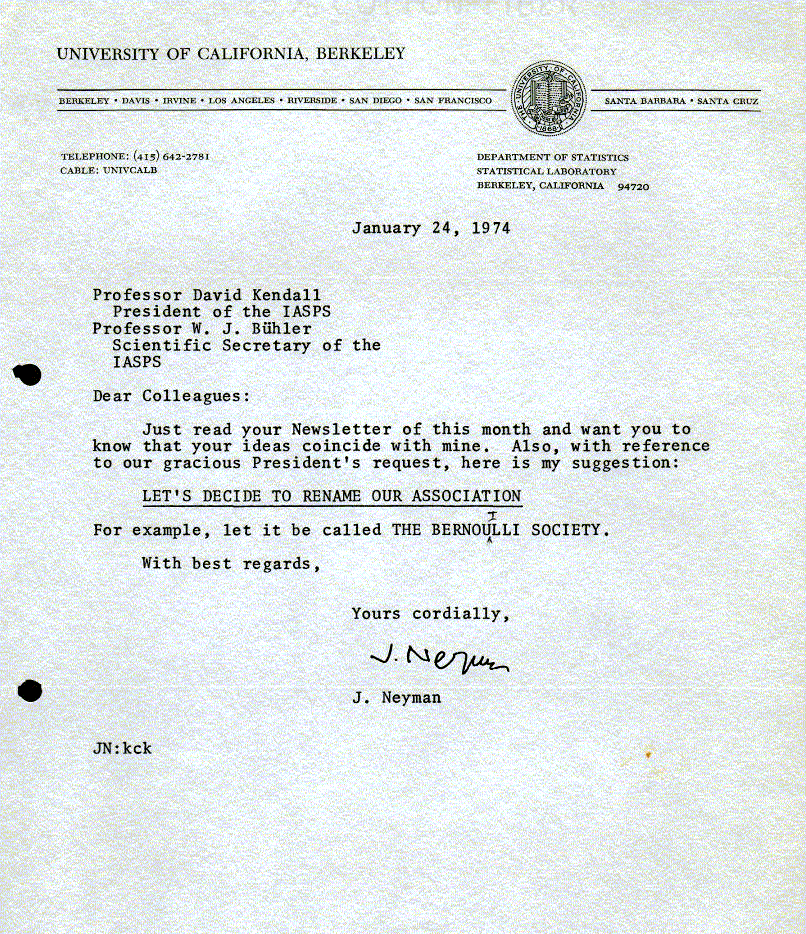 UNIVERSITY OF CALIFORNIA, BERKELEY
BERKELEY • DAVIS • IRVINE • LOS ANGELES • RIVERSIDE • SAN DIEGO • SAN FRANCISCO
SANTA BARBARA • SANTA CRUZ
THE UNIVERSITY OF CALIFORNIA
1868
TELEPHONE: (415) 642-2781
CABLE: UNIVCALB
DEPARTMENT OF STATISTICS
STATISTICAL LABORATORY
BERKELEY, CALIFORNIA 94720
January 24, 1974
Professor David Kendall
President of the IASPS
Professor W. J. Bühler
Scientific Secretary of the
IASPS
Dear Colleagues:
Just read your Newsletter of this month and want you to
know that your ideas coincide with mine. Also, with reference
to our gracious President's request, here is my suggestion:
LET'S DECIDE TO RENAME OUR ASSOCIATION
I
For example, let it be called THE BERNOULLI SOCIETY.
With best regards,
Yours cordially,
J. Neyman
J. Neyman
JN:kck